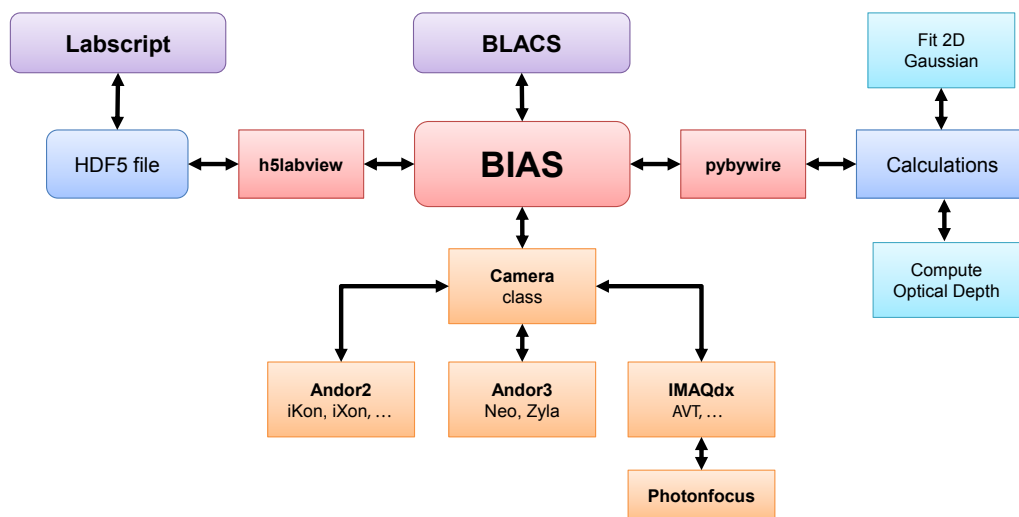 Labscript
BLACS
Fit 2D
Gaussian
HDF5 file
h5labview
BIAS
pybywire
Calculations
Camera
class
Compute
Optical Depth
Andor2
iKon, iXon, …
Andor3
Neo, Zyla
IMAQdx
AVT, …
Photonfocus